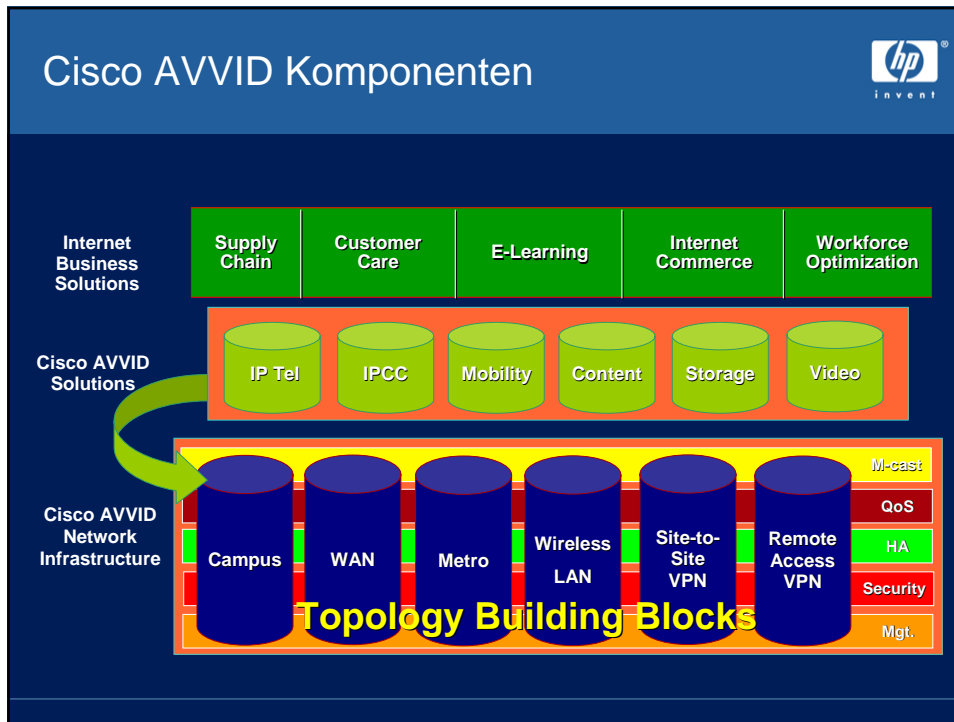 Cisco AVVID Komponenten
hp
®
invent
Internet
Business
Solutions
Supply
Chain
Customer
Care
E-Learning
Internet
Commerce
Workforce
Optimization
Cisco AVVID
Solutions
IP Tel
IPCC
Mobility
Content
Storage
Video
Cisco AVVID
Network
Infrastructure
M-cast
QoS
HA
Security
Mgt.
Campus
WAN
Metro
Wireless
LAN
Site-to-
Site
VPN
Remote
Access
VPN
Topology Building Blocks